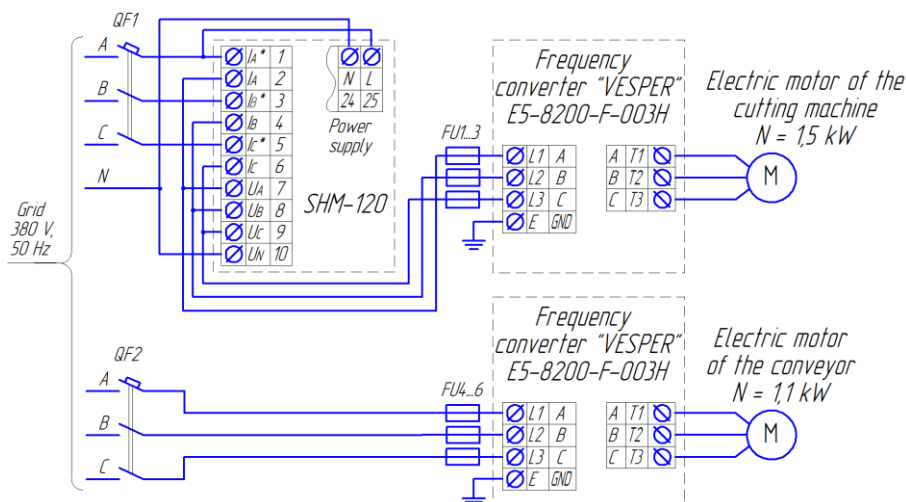 QF1
A
B
C
N
Grid
380 V,
50 Hz
IA* 1
IA 2
IB* 3
IB 4
IC* 5
IC 6
UA 7
UB 8
UC 9
UN 10
N L
24 25
Power
supply
SHM-120
FU1...3
Frequency
converter "VESPER"
E5-8200-F-003H
L1 A
L2 B
L3 C
E GND
A T1
B T2
C T3
Electric motor of the
cutting machine
N = 1,5 kW
M
QF2
A
B
C
FU4...6
Frequency
converter "VESPER"
E5-8200-F-003H
L1 A
L2 B
L3 C
E GND
A T1
B T2
C T3
Electric motor
of the conveyor
N = 1,1 kW
M